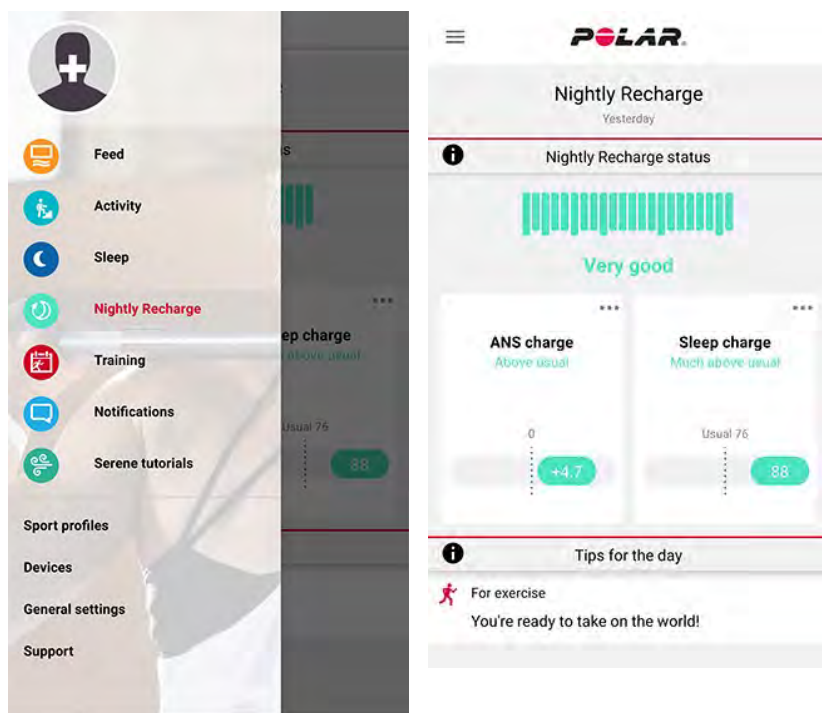 Feed
Activity
Sleep
Nightly Recharge
Training
Notifications
Serene tutorials
Sport profiles
Devices
General settings
Support
s
ep charge
above usual
Usual 76
88
POLAR.
Nightly Recharge
Yesterday
Nightly Recharge status
Very good
ANS charge
Above usual
0
+4.7
Sleep charge
Much above usual
Usual 76
88
Tips for the day
For exercise
You're ready to take on the world!